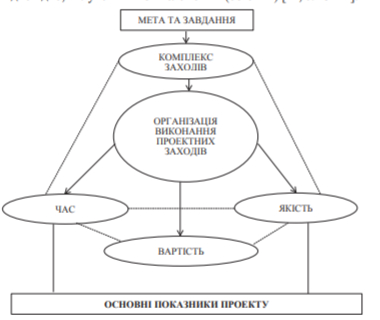 МЕТА ТА ЗАВДАННЯ
КОМПЛЕКС
ЗАХОДІВ
ОРГАНІЗАЦІЯ
ВИКОНАННЯ
ПРОЕКТНИХ
ЗАХОДІВ
ЧАС
ЯКІСТЬ
ВАРТІСТЬ
ОСНОВНІ ПОКАЗНИКИ ПРОЕКТУ